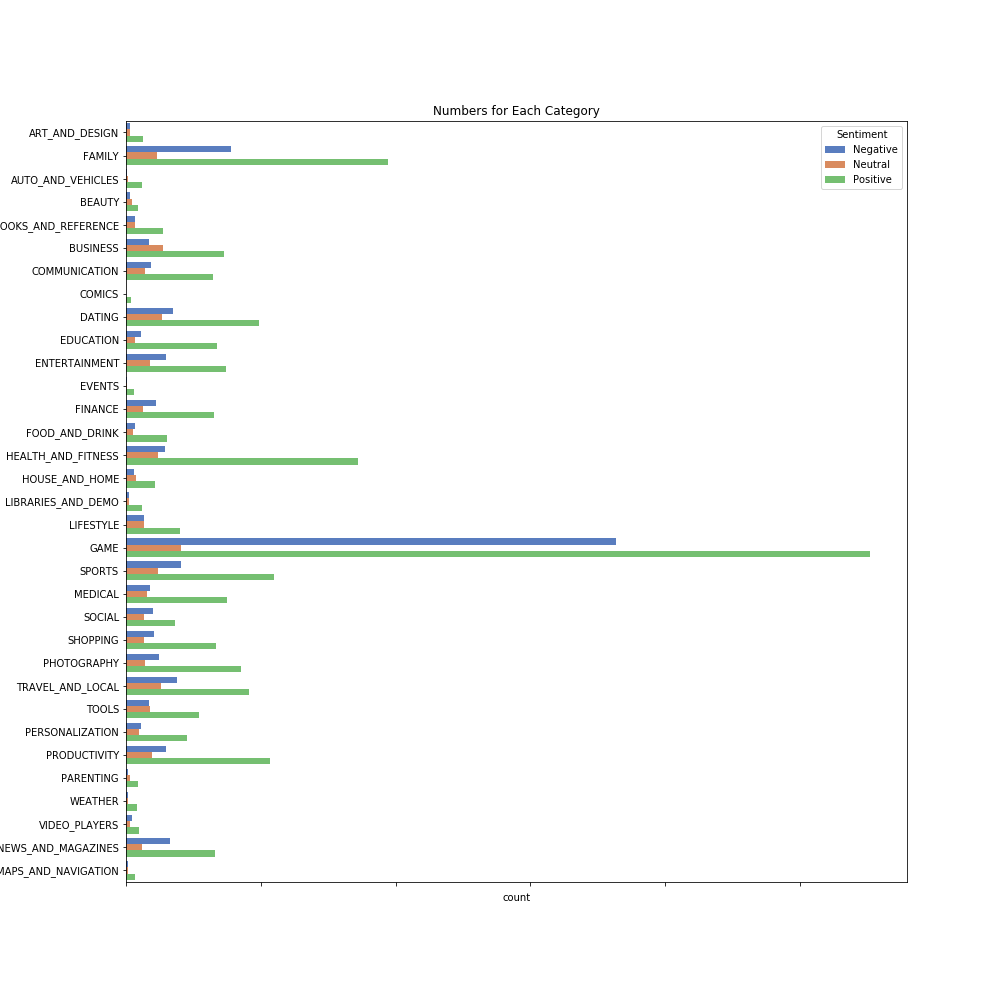 Numbers for Each Category
Sentiment
Negative
Neutral
Positive
ART_AND_DESIGN
FAMILY
AUTO_AND_VEHICLES
BEAUTY
OOKS_AND_REFERENCE
BUSINESS
COMMUNICATION
COMICS
DATING
EDUCATION
ENTERTAINMENT
EVENTS
FINANCE
FOOD_AND_DRINK
HEALTH_AND_FITNESS
HOUSE_AND_HOME
LIBRARIES_AND_DEMO
LIFESTYLE
GAME
SPORTS
MEDICAL
SOCIAL
SHOPPING
PHOTOGRAPHY
TRAVEL_AND_LOCAL
TOOLS
PERSONALIZATION
PRODUCTIVITY
PARENTING
WEATHER
VIDEO_PLAYERS
NEWS_AND_MAGAZINES
MAPS_AND_NAVIGATION
count